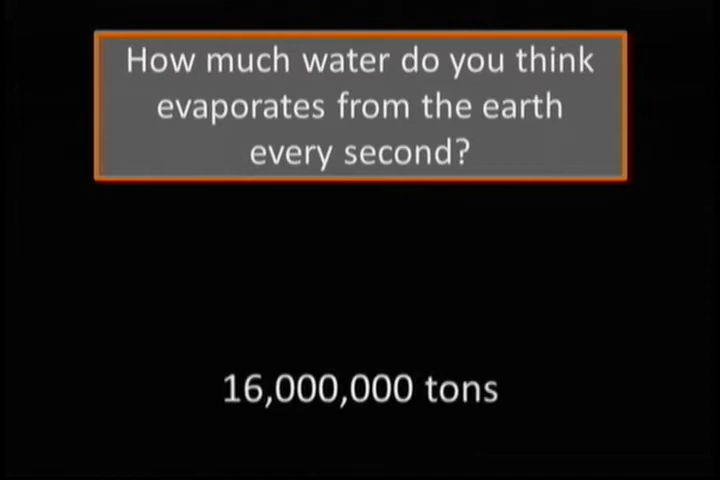 How much water do you think
evaporates from the earth
every second?
16,000,000 tons